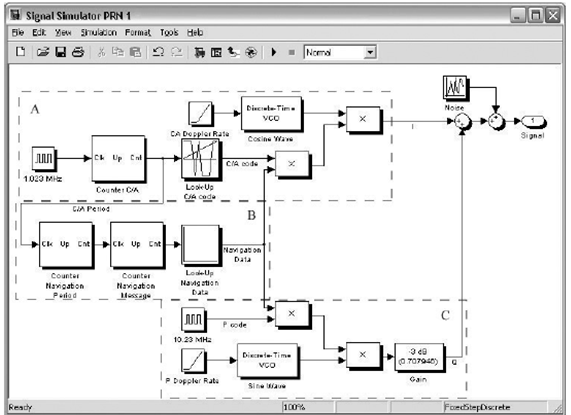 Signal Simulator PRN 1
File Edit View Simulation Format Tools Help
Normal
A
CA Doppler Rate
Discrete-Time
VCO
Cosine Wave
×
I
Noise
1
Signal
1.023 MHz
Clk Up Cnt
Counter C/A
Look-Up
C/A code
C/A code
×
C/A Period
B
Clk Up Cnt
Counter
Navigation
Period
Clk Up Cnt
Counter
Navigation
Message
Look-Up
Navigation
Data
Navigation
Data
C
10.23 MHz
P code
×
P Doppler Rate
Discrete-Time
VCO
Sine Wave
×
-3 dB
(0.707946)
Gain
Q
Ready
100%
FixedStepDiscrete